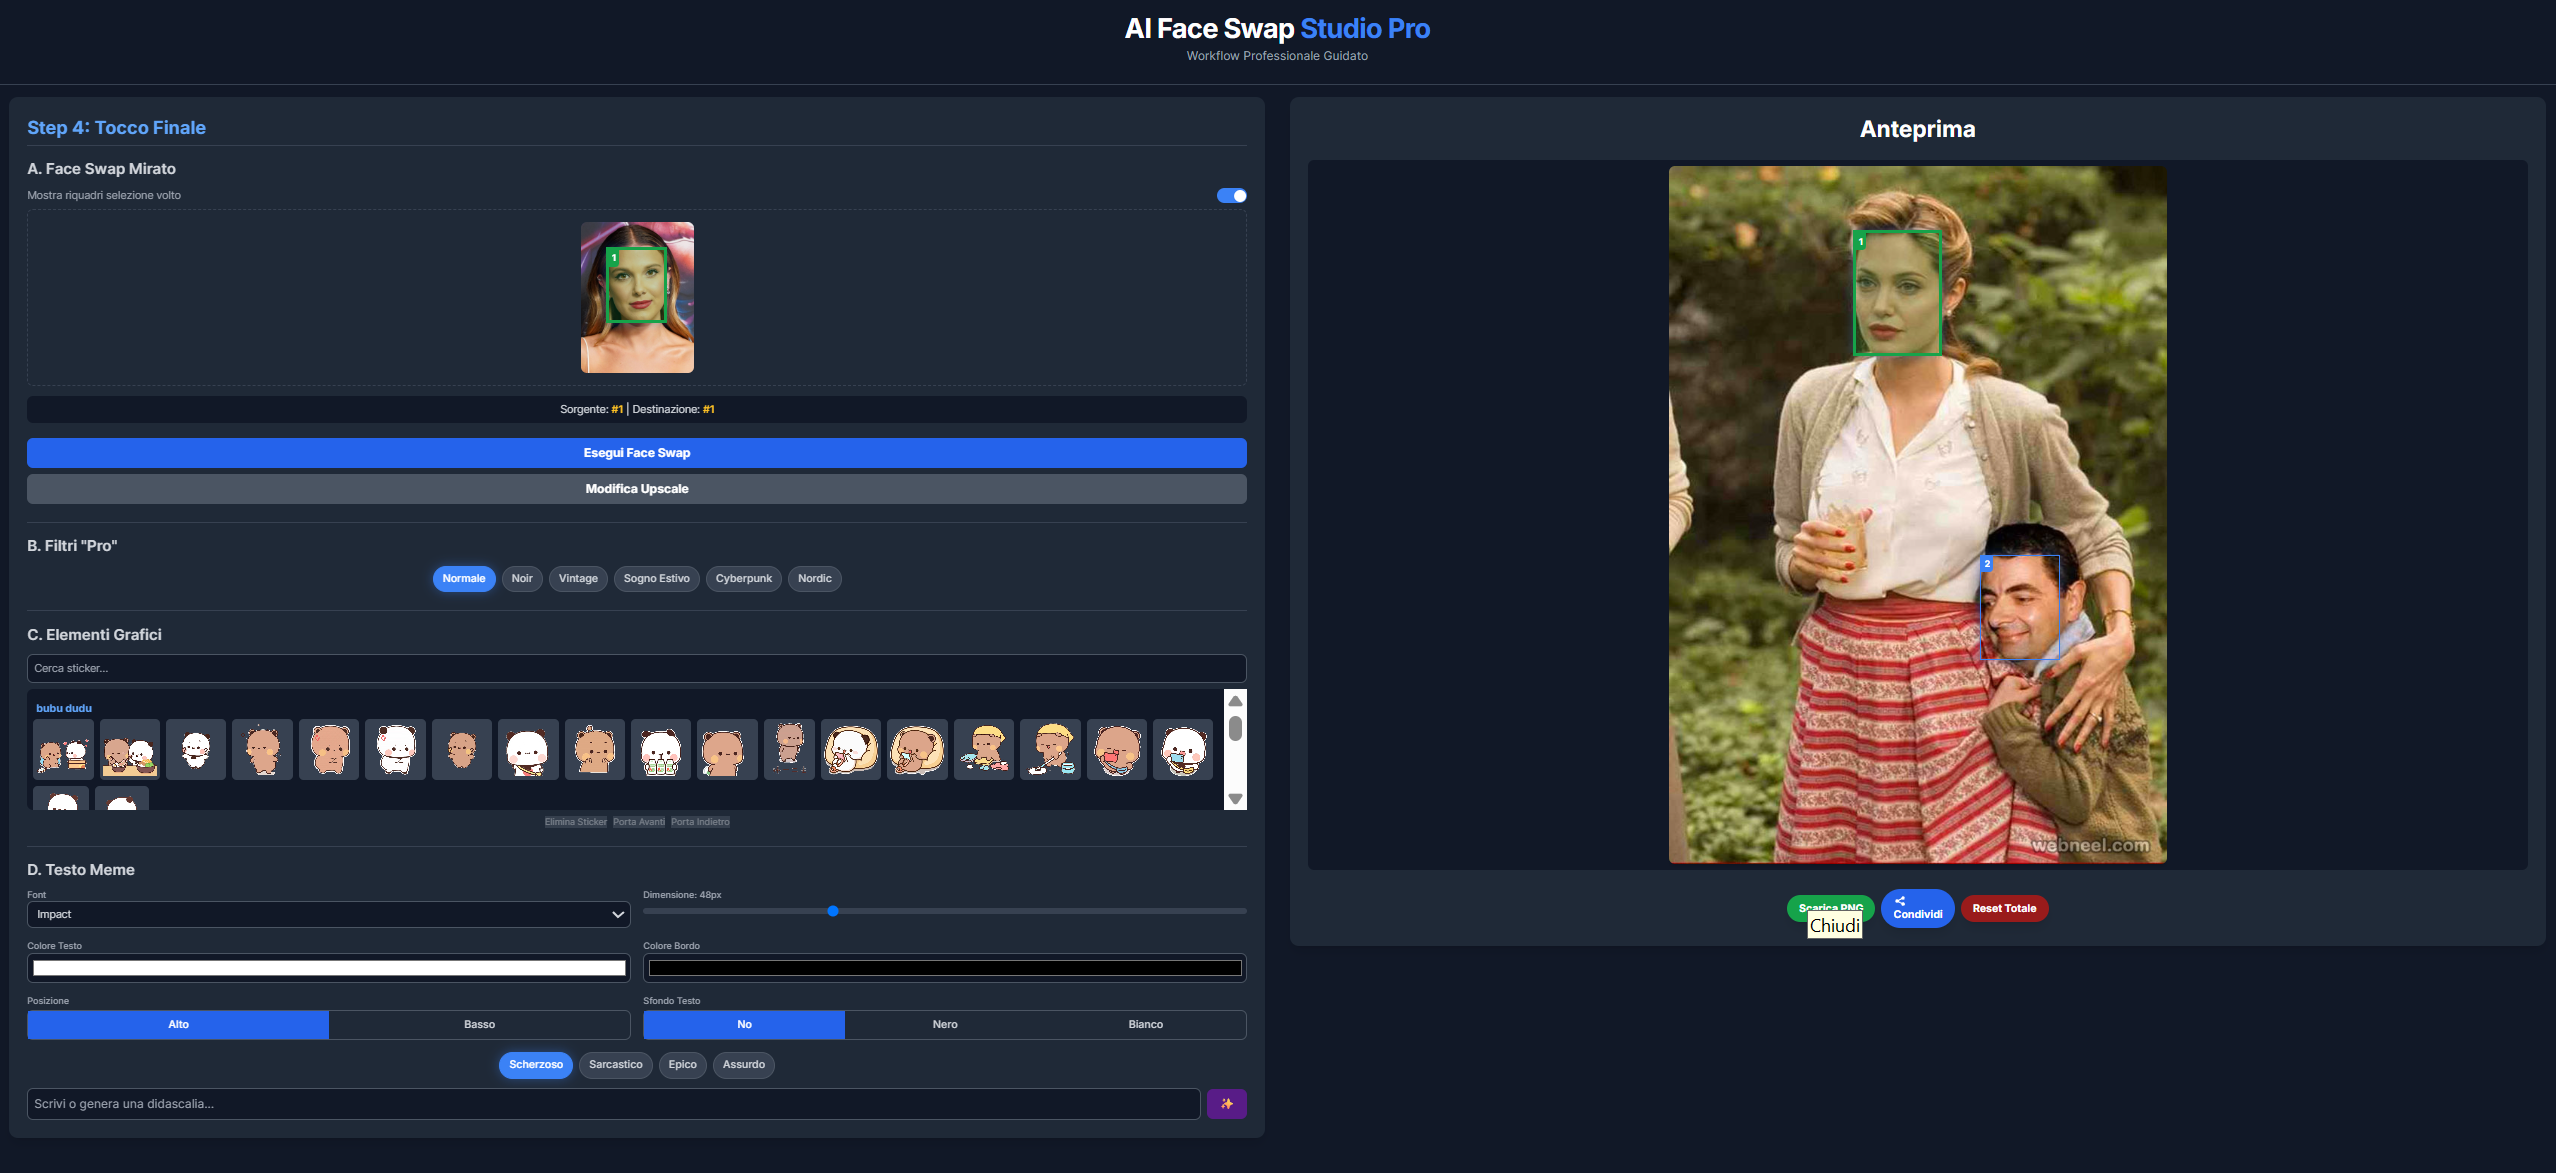 AI Face Swap Studio Pro
Workflow Professionale Guidato
Step 4: Tocco Finale
A. Face Swap Mirato
Mostra riquadri selezione volto
1
Sorgente: #1 | Destinazione: #1
Esegui Face Swap
Modifica Upscale
B. Filtri "Pro"
Normale Noir Vintage Sogno Estivo Cyberpunk Nordic
C. Elementi Grafici
Cerca sticker...
bubu dudu
Elimina Sticker Porta Avanti Porta Indietro
D. Testo Meme
Font
Impact
Dimensione: 48px
Colore Testo
Colore Bordo
Posizione
Alto Basso
Sfondo Testo
No Nero Bianco
Scherzoso Sarcastico Epico Assurdo
Scrivi o genera una didascalia...
Anteprima
1
2
webneel.com
Scarica PNG
Chiudi
Condividi
Reset Totale